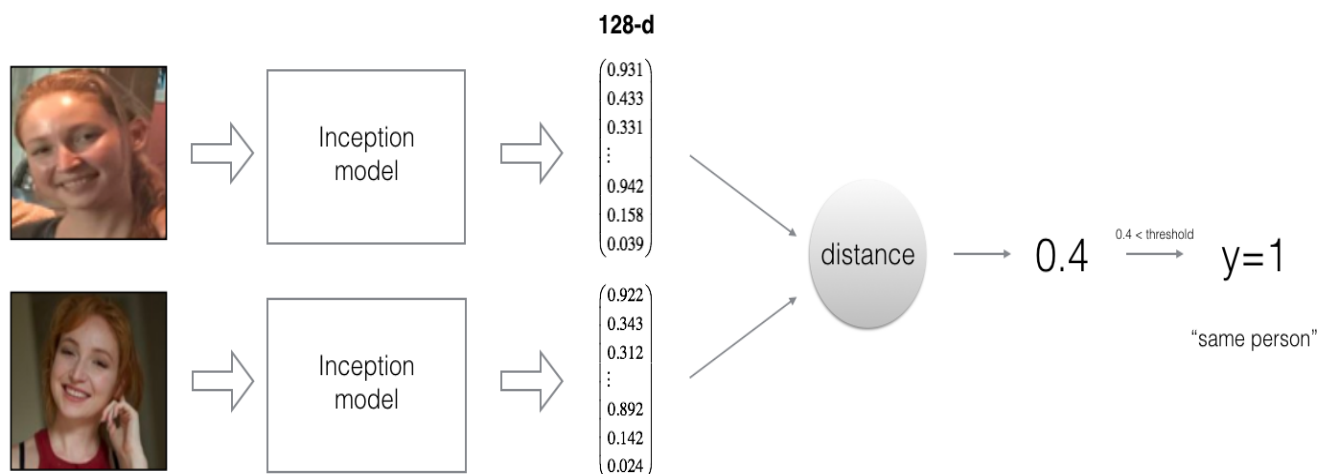 128-d
0.931
0.433
0.331
⋮
0.942
0.158
0.039
Inception
model
0.922
0.343
0.312
⋮
0.892
0.142
0.024
Inception
model
distance
0.4
0.4 < threshold
y=1
“same person”